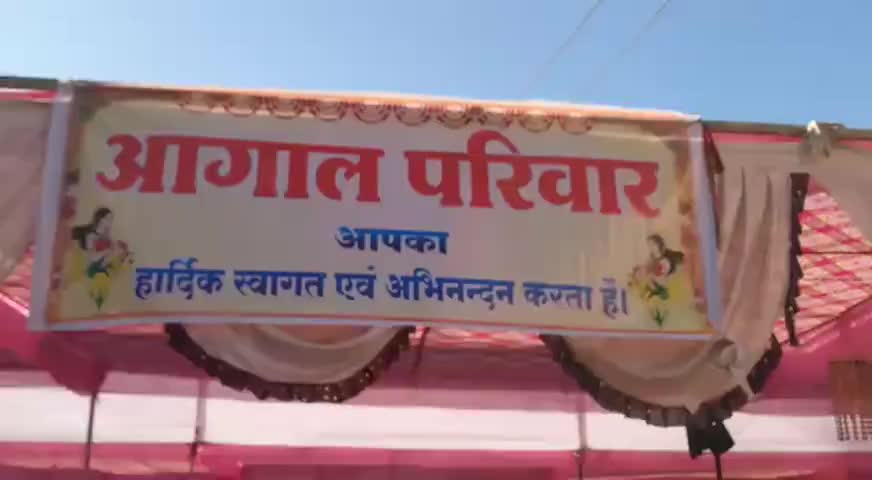 आगाल परिवार
आपका
हार्दिक स्वागत एवं अभिनन्दन करता हैं।